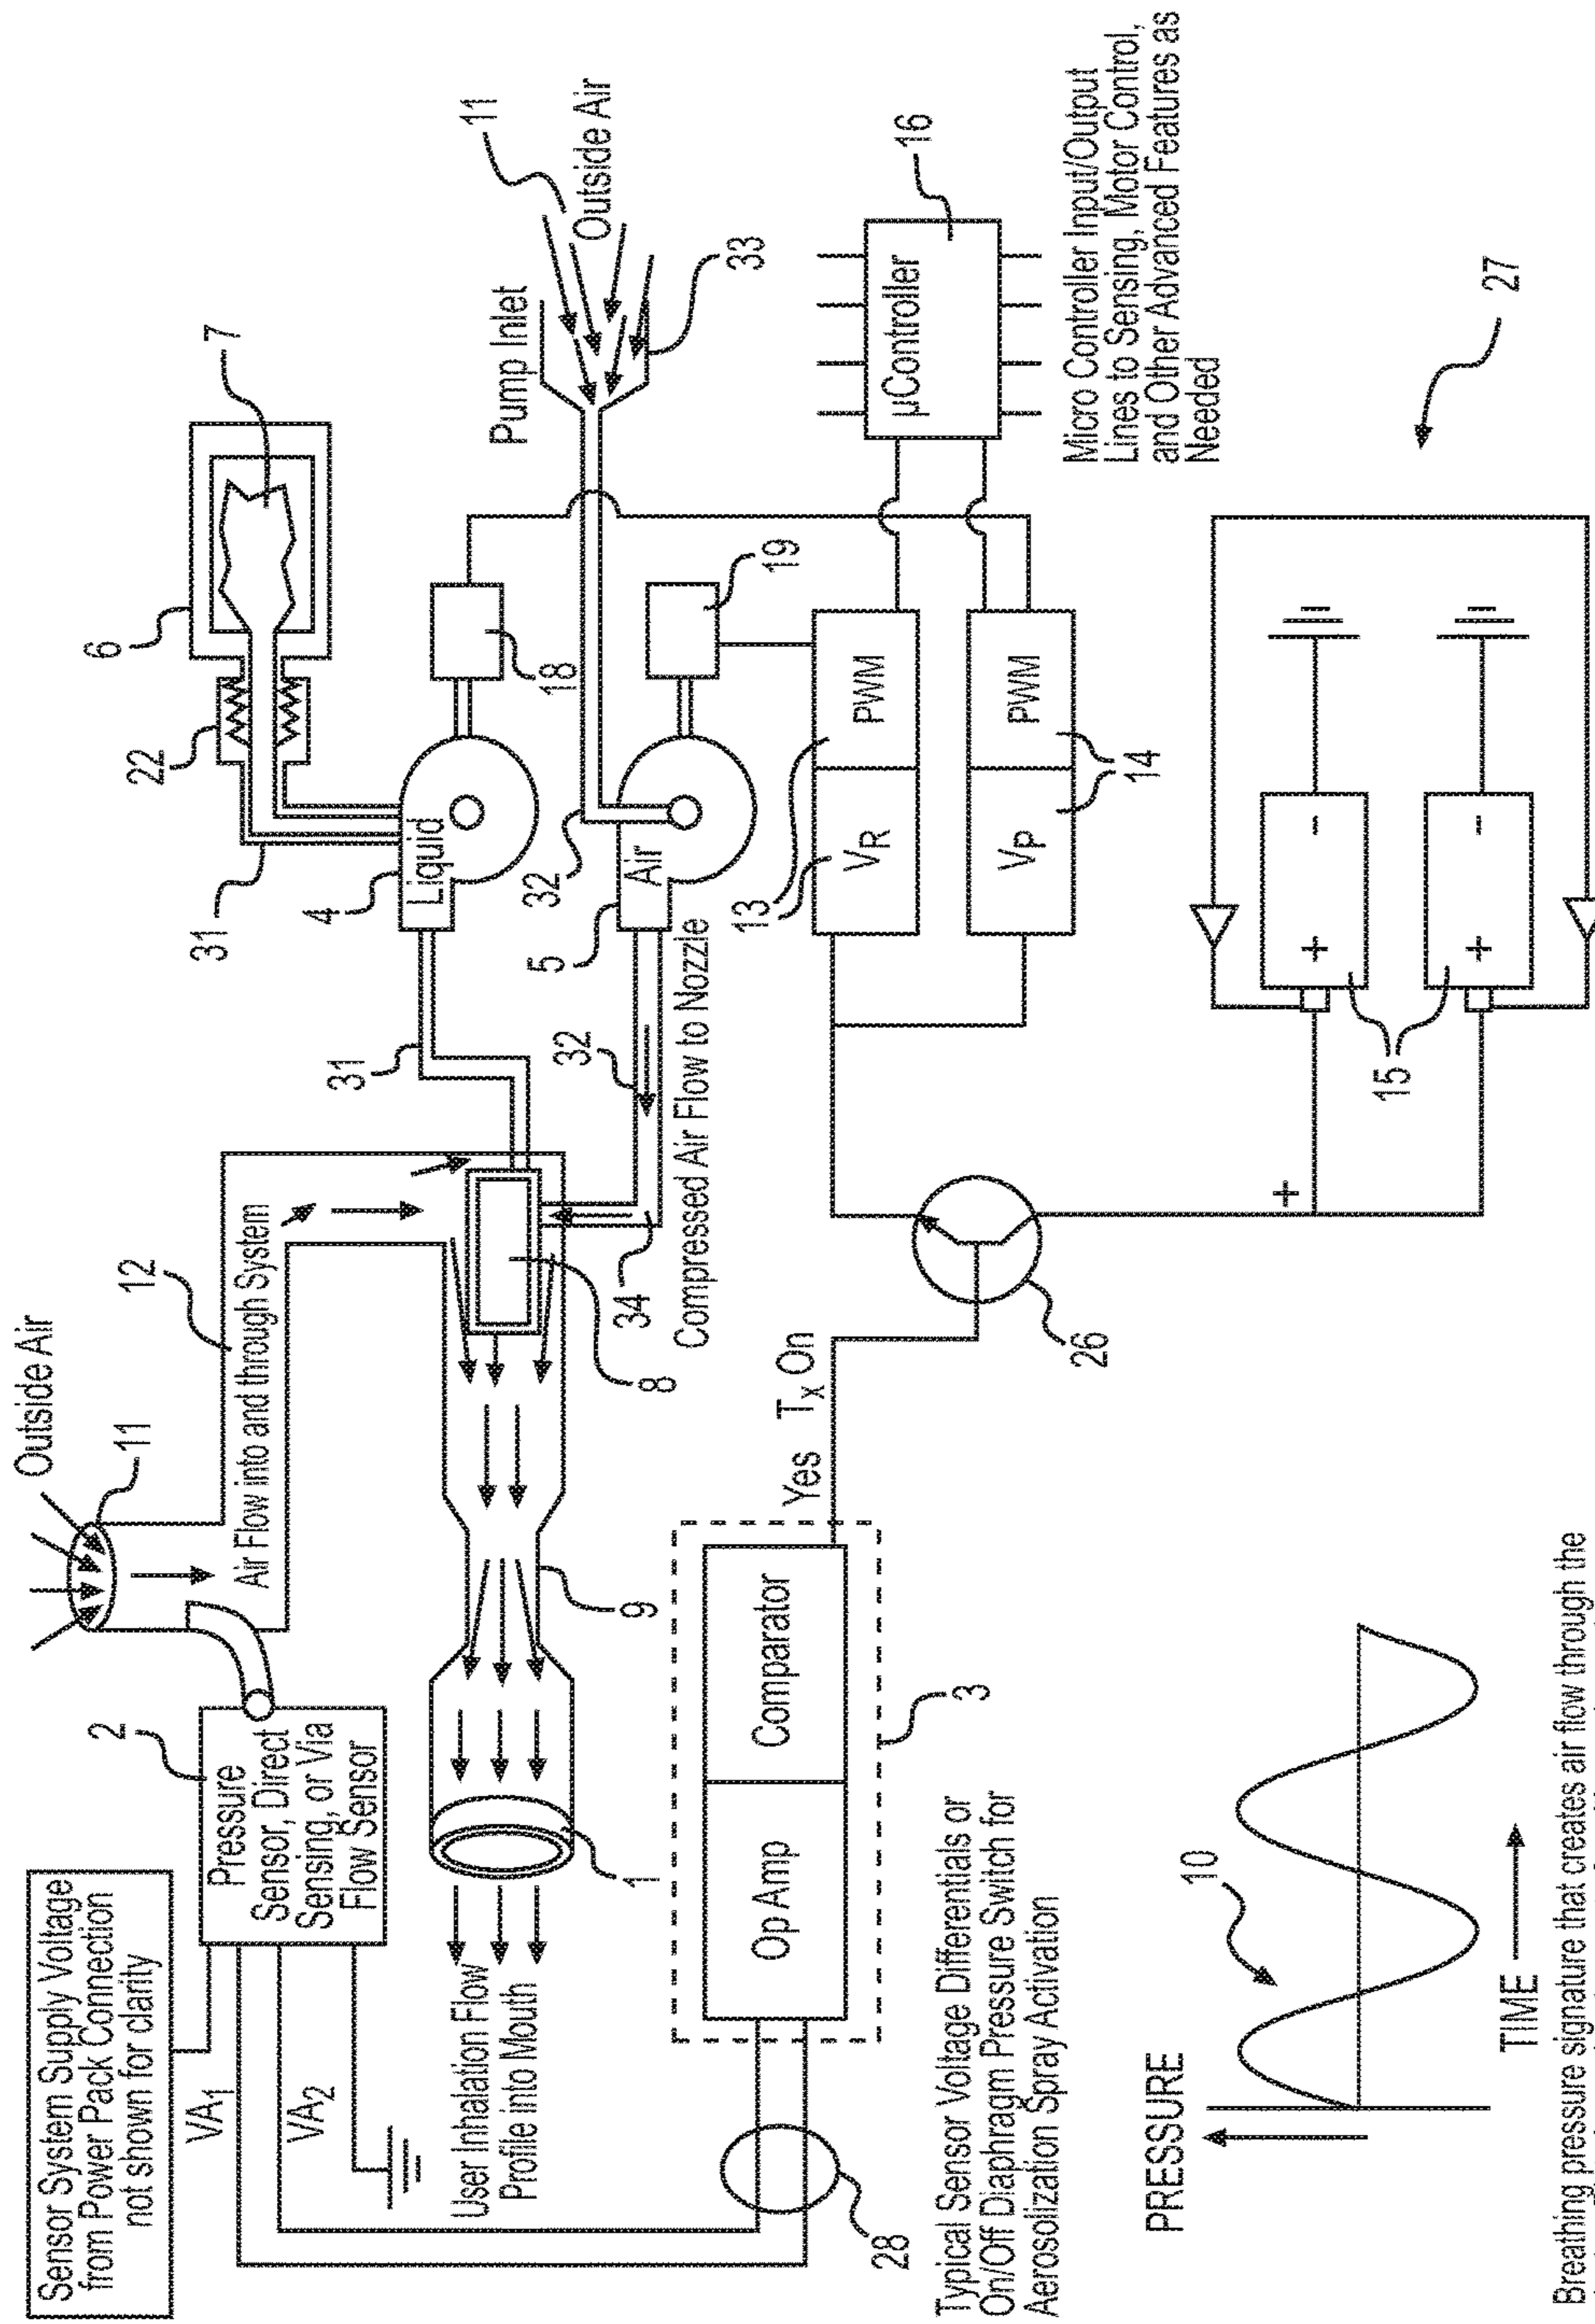 Outside Air
11
Sensor System Supply Voltage
from Power Pack Connection
not shown for clarity
2
12
22
6
7
VA1
VA2
Pressure
Sensor, Direct
Sensing, or Via
Flow Sensor
Air Flow into and through System
31
4
Liquid
18
31
Pump Inlet
11
Outside Air
User Inhalation Flow
Profile into Mouth
1
9
8
34
32
5
32
Air
19
33
Compressed Air Flow to Nozzle
28
Op Amp
Comparator
3
Yes Tx On
13
VR
PWM
µController
16
VP
PWM
14
26
Typical Sensor Voltage Differentials or
On/Off Diaphragm Pressure Switch for
Aerosolization Spray Activation
Micro Controller Input/Output
Lines to Sensing, Motor Control,
and Other Advanced Features as
Needed
PRESSURE
10
TIME
+
+
-
15
+
-
27
Breathing pressure signature that creates air flow through the